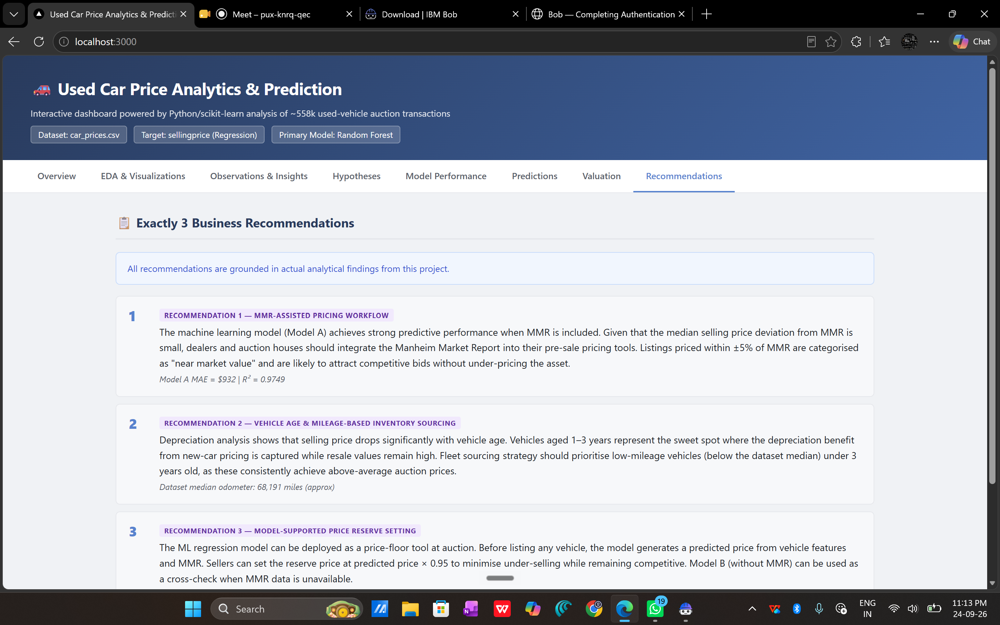 Used Car Price Analytics & Predicti
Meet – pux-knrq-qec
Download | IBM Bob
Bob — Completing Authentication
localhost:3000
Chat
Used Car Price Analytics & Prediction
Interactive dashboard powered by Python/scikit-learn analysis of ~558k used-vehicle auction transactions
Dataset: car_prices.csv
Target: sellingprice (Regression)
Primary Model: Random Forest
Overview
EDA & Visualizations
Observations & Insights
Hypotheses
Model Performance
Predictions
Valuation
Recommendations
Exactly 3 Business Recommendations
All recommendations are grounded in actual analytical findings from this project.
1
RECOMMENDATION 1 — MMR-ASSISTED PRICING WORKFLOW
The machine learning model (Model A) achieves strong predictive performance when MMR is included. Given that the median selling price deviation from MMR is
small, dealers and auction houses should integrate the Manheim Market Report into their pre-sale pricing tools. Listings priced within ±5% of MMR are categorised
as "near market value" and are likely to attract competitive bids without under-pricing the asset.
Model A MAE = $932 | R² = 0.9749
2
RECOMMENDATION 2 — VEHICLE AGE & MILEAGE-BASED INVENTORY SOURCING
Depreciation analysis shows that selling price drops significantly with vehicle age. Vehicles aged 1–3 years represent the sweet spot where the depreciation benefit
from new-car pricing is captured while resale values remain high. Fleet sourcing strategy should prioritise low-mileage vehicles (below the dataset median) under 3
years old, as these consistently achieve above-average auction prices.
Dataset median odometer: 68,191 miles (approx)
3
RECOMMENDATION 3 — MODEL-SUPPORTED PRICE RESERVE SETTING
The ML regression model can be deployed as a price-floor tool at auction. Before listing any vehicle, the model generates a predicted price from vehicle features
and MMR. Sellers can set the reserve price at predicted price × 0.95 to minimise under-selling while remaining competitive. Model B (without MMR) can be used as
a cross-check when MMR data is unavailable.
Search
19
ENG
IN
11:13 PM
24-09-26